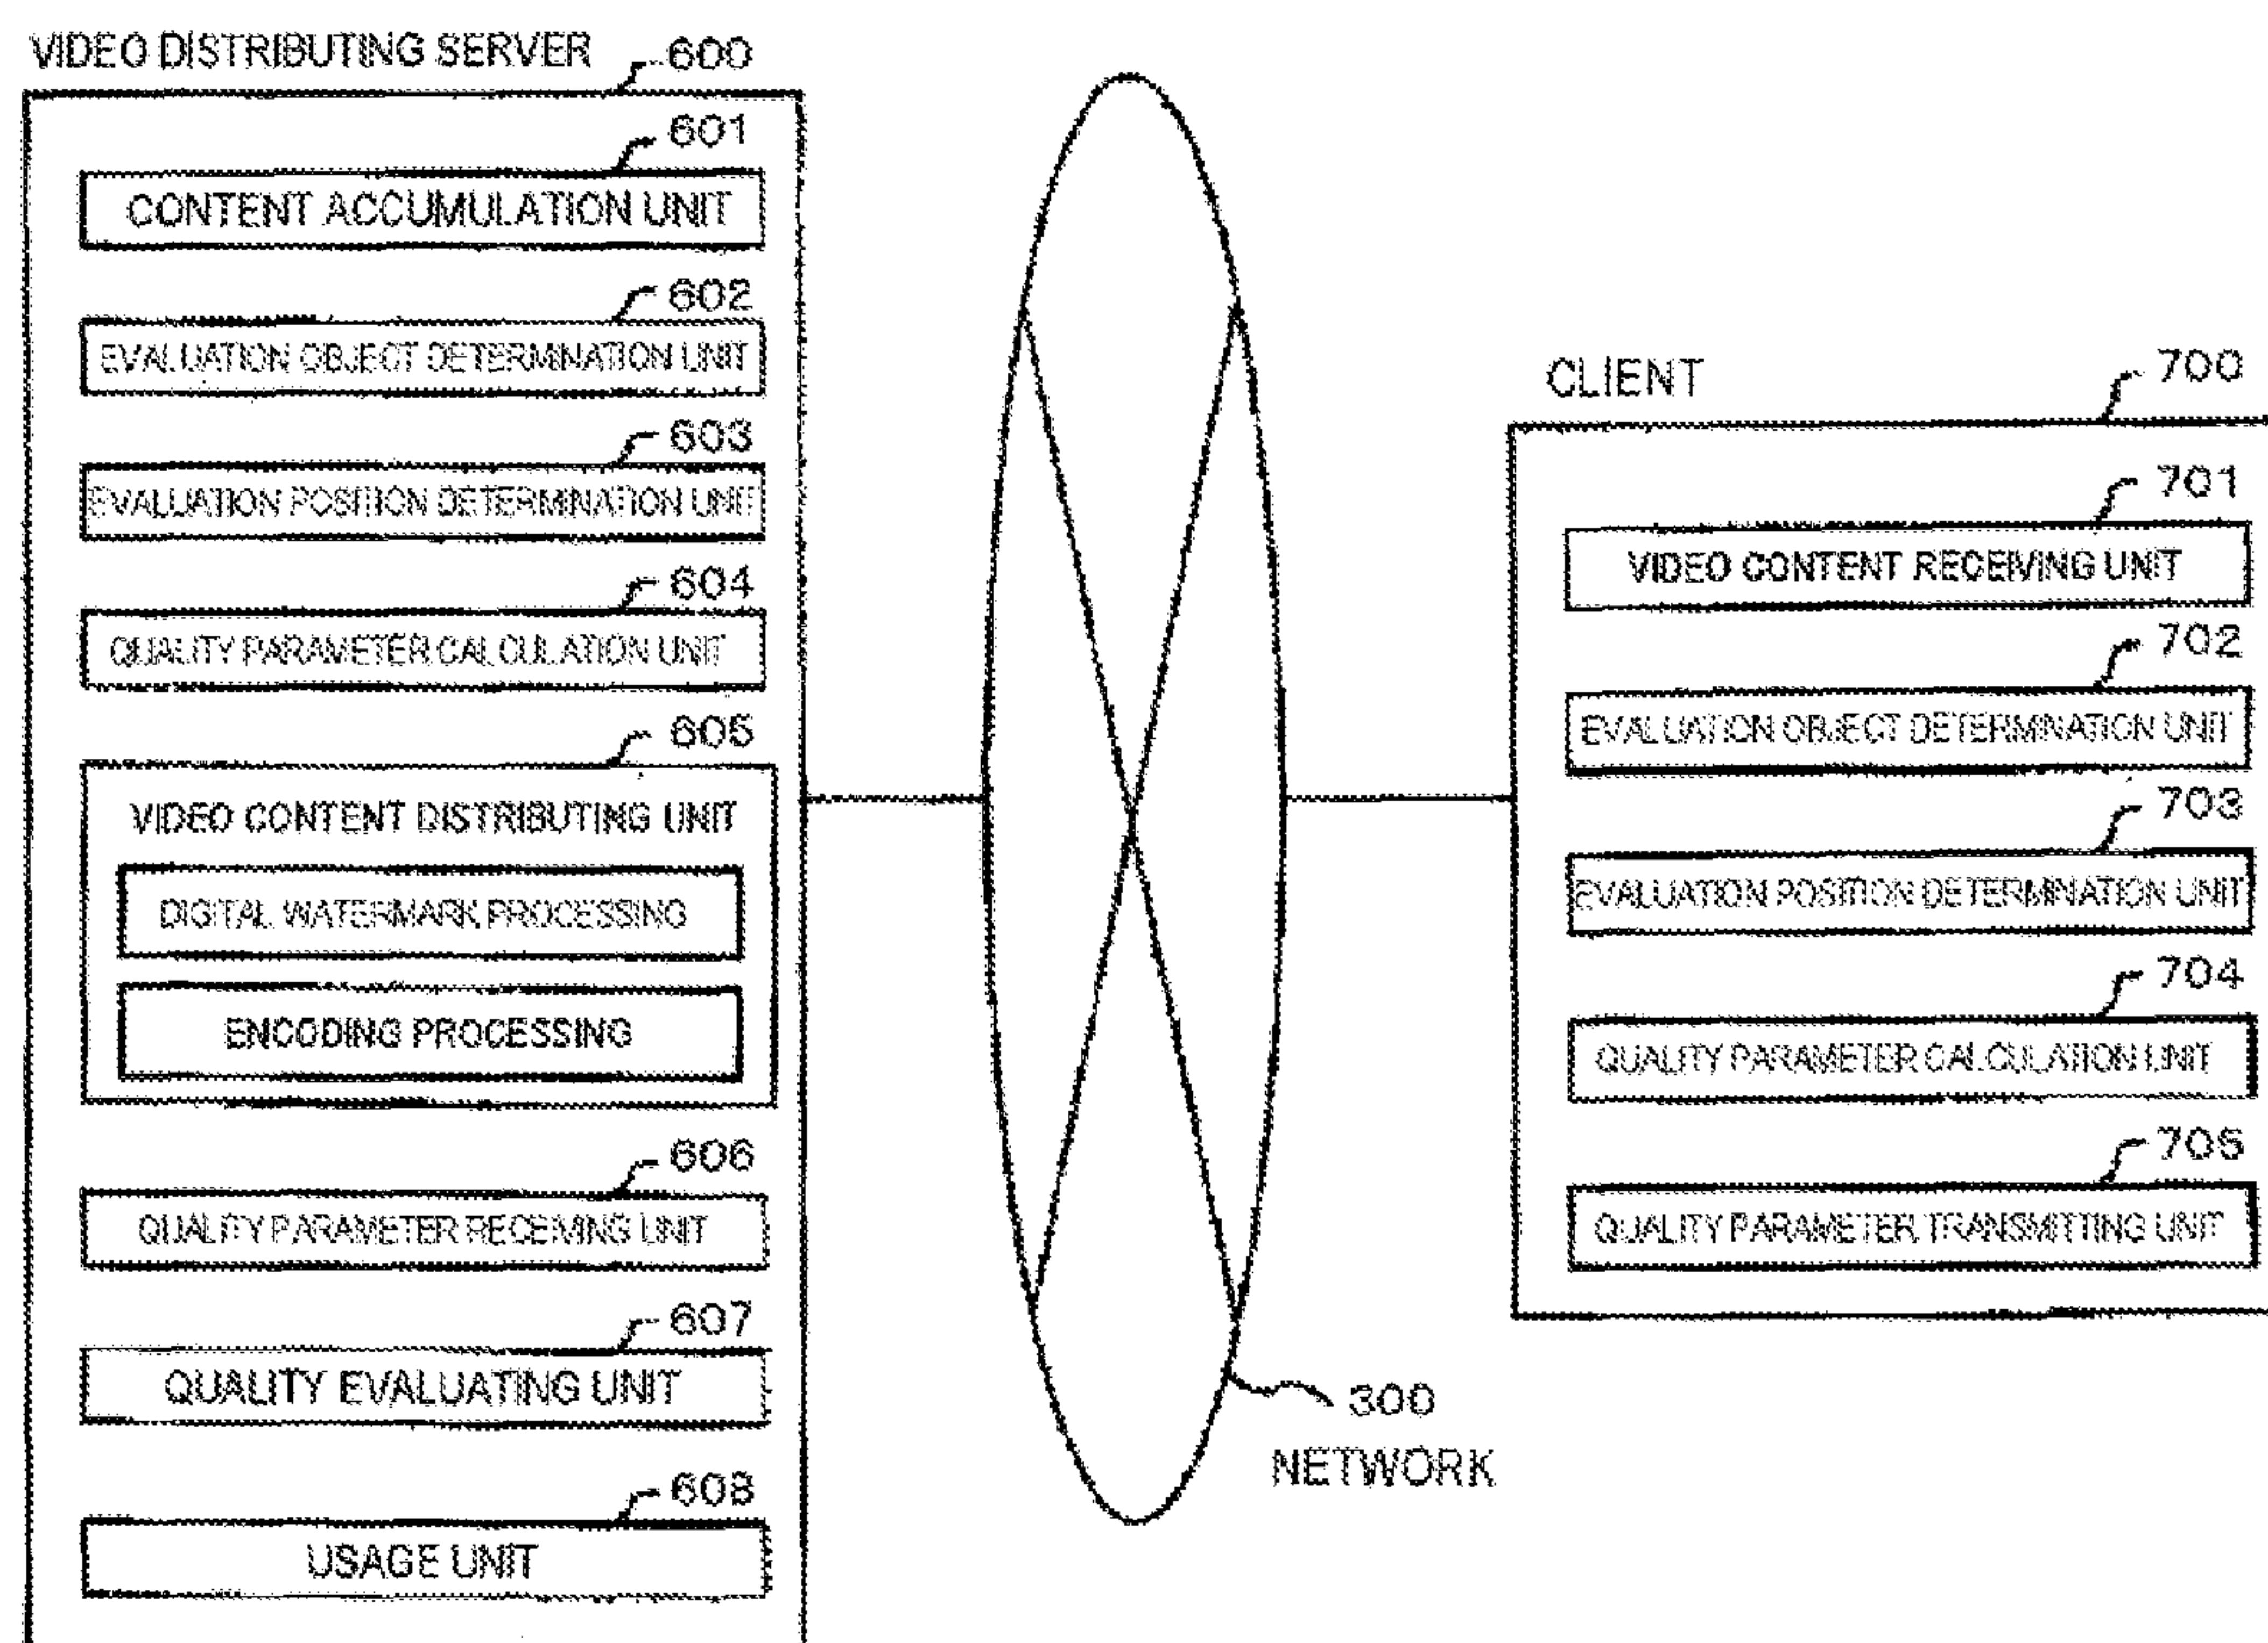 VIDEO DISTRIBUTING SERVER
600
601
CONTENT ACCUMULATION UNIT
602
EVALUATION OBJECT DETERMINATION UNIT
603
EVALUATION POSITION DETERMINATION UNIT
604
QUALITY PARAMETER CALCULATION UNIT
605
VIDEO CONTENT DISTRIBUTING UNIT
DIGITAL WATERMARK PROCESSING
ENCODING PROCESSING
606
QUALITY PARAMETER RECEIVING UNIT
607
QUALITY EVALUATING UNIT
608
USAGE UNIT
300
NETWORK
CLIENT
700
701
VIDEO CONTENT RECEIVING UNIT
702
EVALUATION OBJECT DETERMINATION UNIT
703
EVALUATION POSITION DETERMINATION UNIT
704
QUALITY PARAMETER CALCULATION UNIT
705
QUALITY PARAMETER TRANSMITTING UNIT